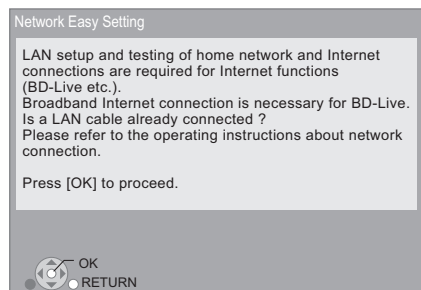 Network Easy Setting
LAN setup and testing of home network and Internet
connections are required for Internet functions
(BD-Live etc.).
Broadband Internet connection is necessary for BD-Live.
Is a LAN cable already connected ?
Please refer to the operating instructions about network
connection.
Press [OK] to proceed.
OK
RETURN